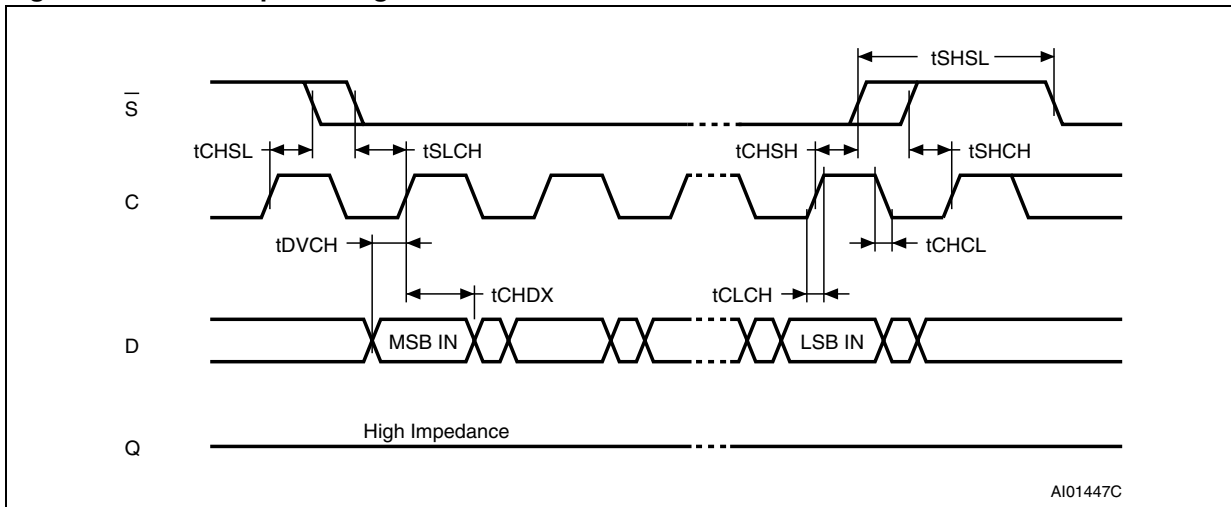 tSHSL
S
tCHSL
tSLCH
tCHSH
tSHCH
C
tDVCH
tCHCL
tCHDX
tCLCH
D
MSB IN
LSB IN
High Impedance
Q
AI01447C